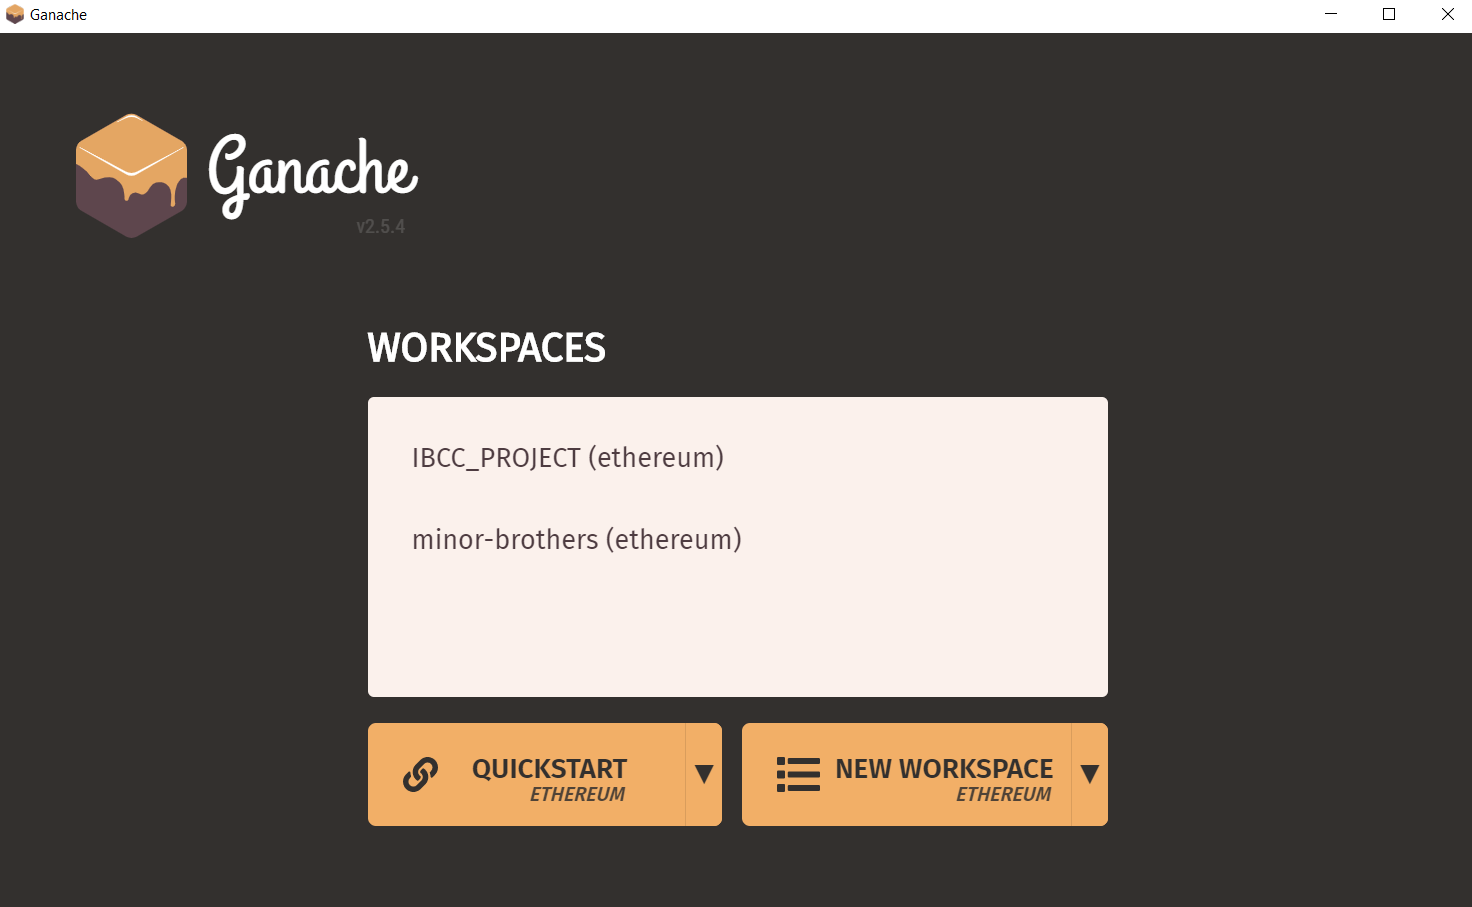 Ganache
Ganache
v2.5.4
WORKSPACES
IBCC_PROJECT (ethereum)
minor-brothers (ethereum)
QUICKSTART
ETHEREUM
NEW WORKSPACE
ETHEREUM